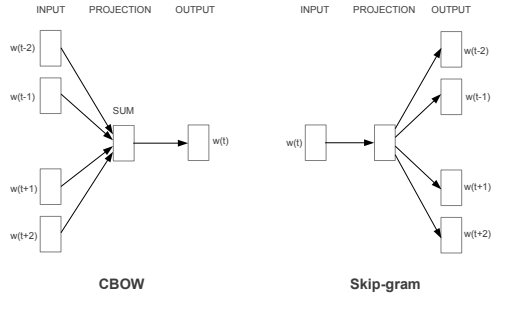 INPUT PROJECTION OUTPUT
w(t-2)
w(t-1)
SUM
w(t)
w(t+1)
w(t+2)
CBOW
INPUT PROJECTION OUTPUT
w(t-2)
w(t-1)
w(t)
w(t+1)
w(t+2)
Skip-gram